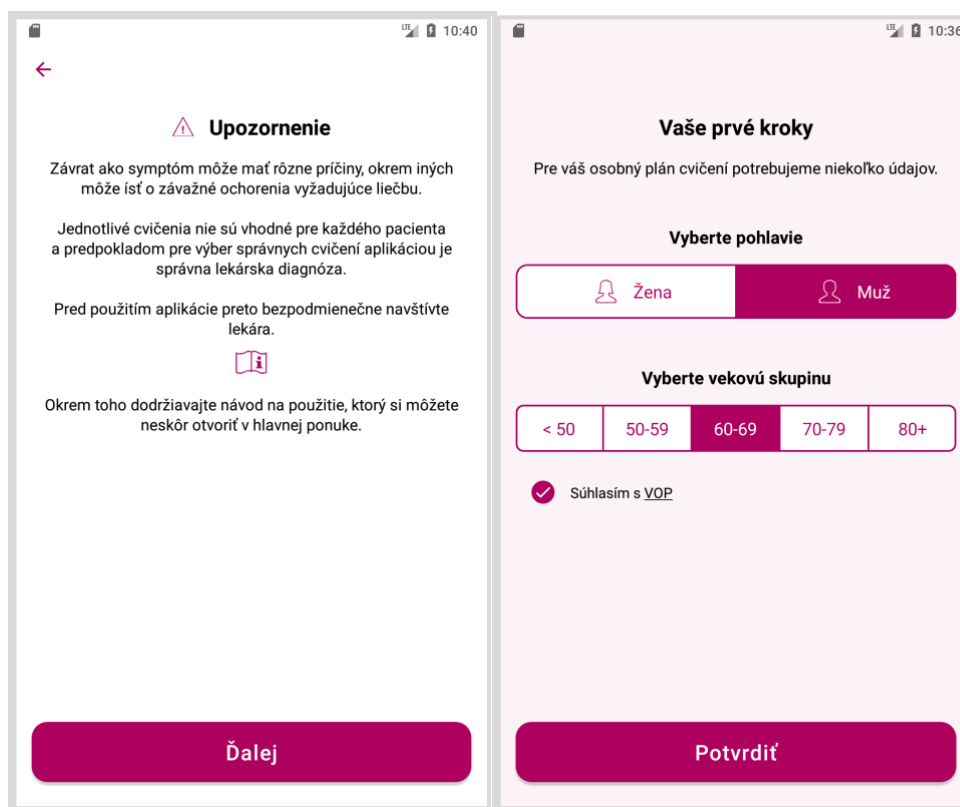 LTE 10:40
Upozornenie
Závrat ako symptóm môže mať rôzne príčiny, okrem iných
môže ísť o závažné ochorenia vyžadujúce liečbu.
Jednotlivé cvičenia nie sú vhodné pre každého pacienta
a predpokladom pre výber správnych cvičení aplikáciou je
správna lekárska diagnóza.
Pred použitím aplikácie preto bezpodmienečne navštívte
lekára.
Okrem toho dodržiavajte návod na použitie, ktorý si môžete
neskôr otvoriť v hlavnej ponuke.
Ďalej
LTE 10:36
Vaše prvé kroky
Pre váš osobný plán cvičení potrebujeme niekoľko údajov.
Vyberte pohlavie
Žena Muž
Vyberte vekovú skupinu
< 50 50-59 60-69 70-79 80+
Súhlasím s VOP
Potvrdiť